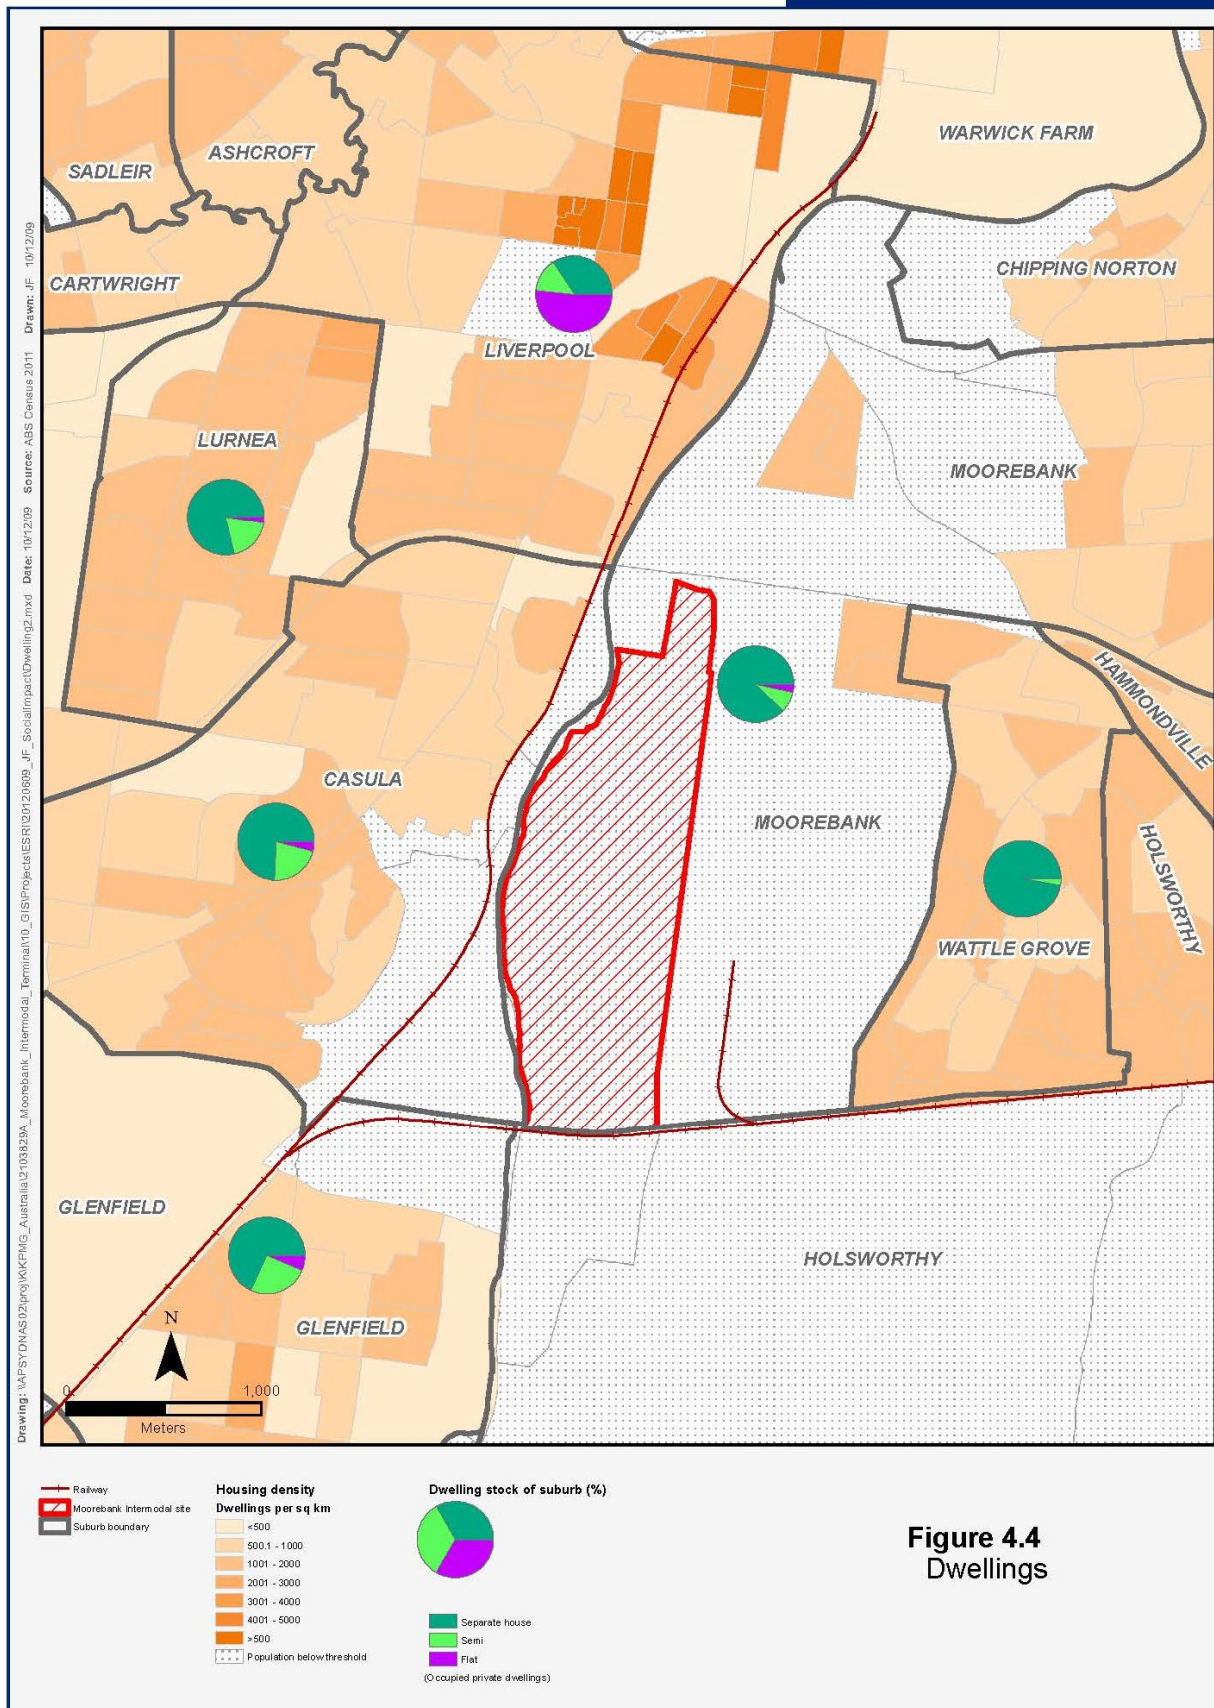 WARWICK FARM
ASHCROFT
SADLEIR
CHIPPING NORTON
CARTWRIGHT
LIVERPOOL
LURNEA
MOOREBANK
HAMMONDVILLE
CASULA
MOOREBANK
HOLSWORTHY
WATTLE GROVE
GLENFIELD
HOLSWORTHY
GLENFIELD
N
0 1,000
Meters
Drawing: \\APSYDNAS02\proj\K\KPMG_Australia\2103829A_Moorebank_Intermodal_Terminal\10_GIS\Projects\ESRI\20120609_JF_SocialImpact\Dwelling2.mxd Date: 10/12/09 Source: ABS Census 2011 Drawn: JF 10/12/09
Railway
Moorebank Intermodal site
Suburb boundary
Housing density
Dwellings per sq km
<500
500.1 - 1000
1001 - 2000
2001 - 3000
3001 - 4000
4001 - 5000
>500
Population below threshold
Dwelling stock of suburb (%)
Separate house
Semi
Flat
(Occupied private dwellings)
Figure 4.4
Dwellings